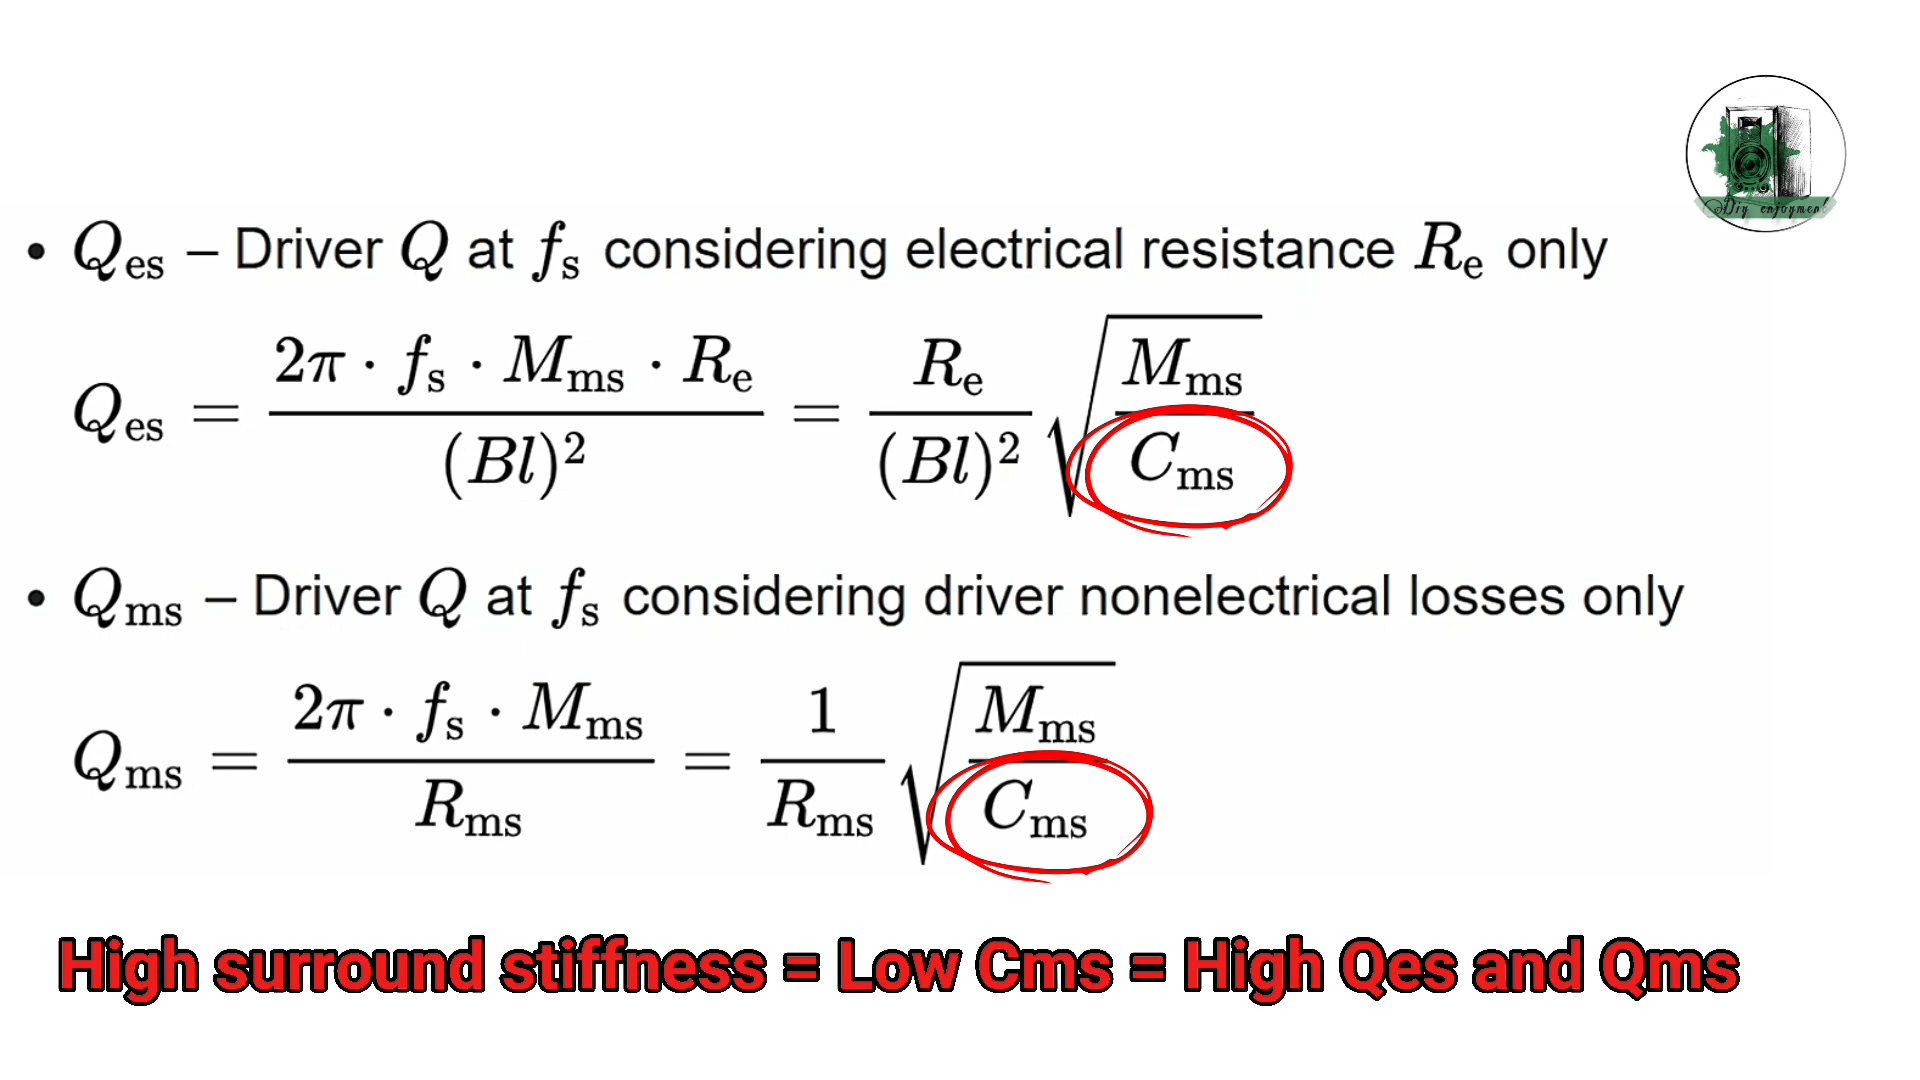 Diy enjoyment
• Qes – Driver Q at fs considering electrical resistance Re only
Qes = 2π · fs · Mms · Re / (Bl)² = Re / (Bl)² √(Mms / Cms)
• Qms – Driver Q at fs considering driver nonelectrical losses only
Qms = 2π · fs · Mms / Rms = 1 / Rms √(Mms / Cms)
High surround stiffness = Low Cms = High Qes and Qms